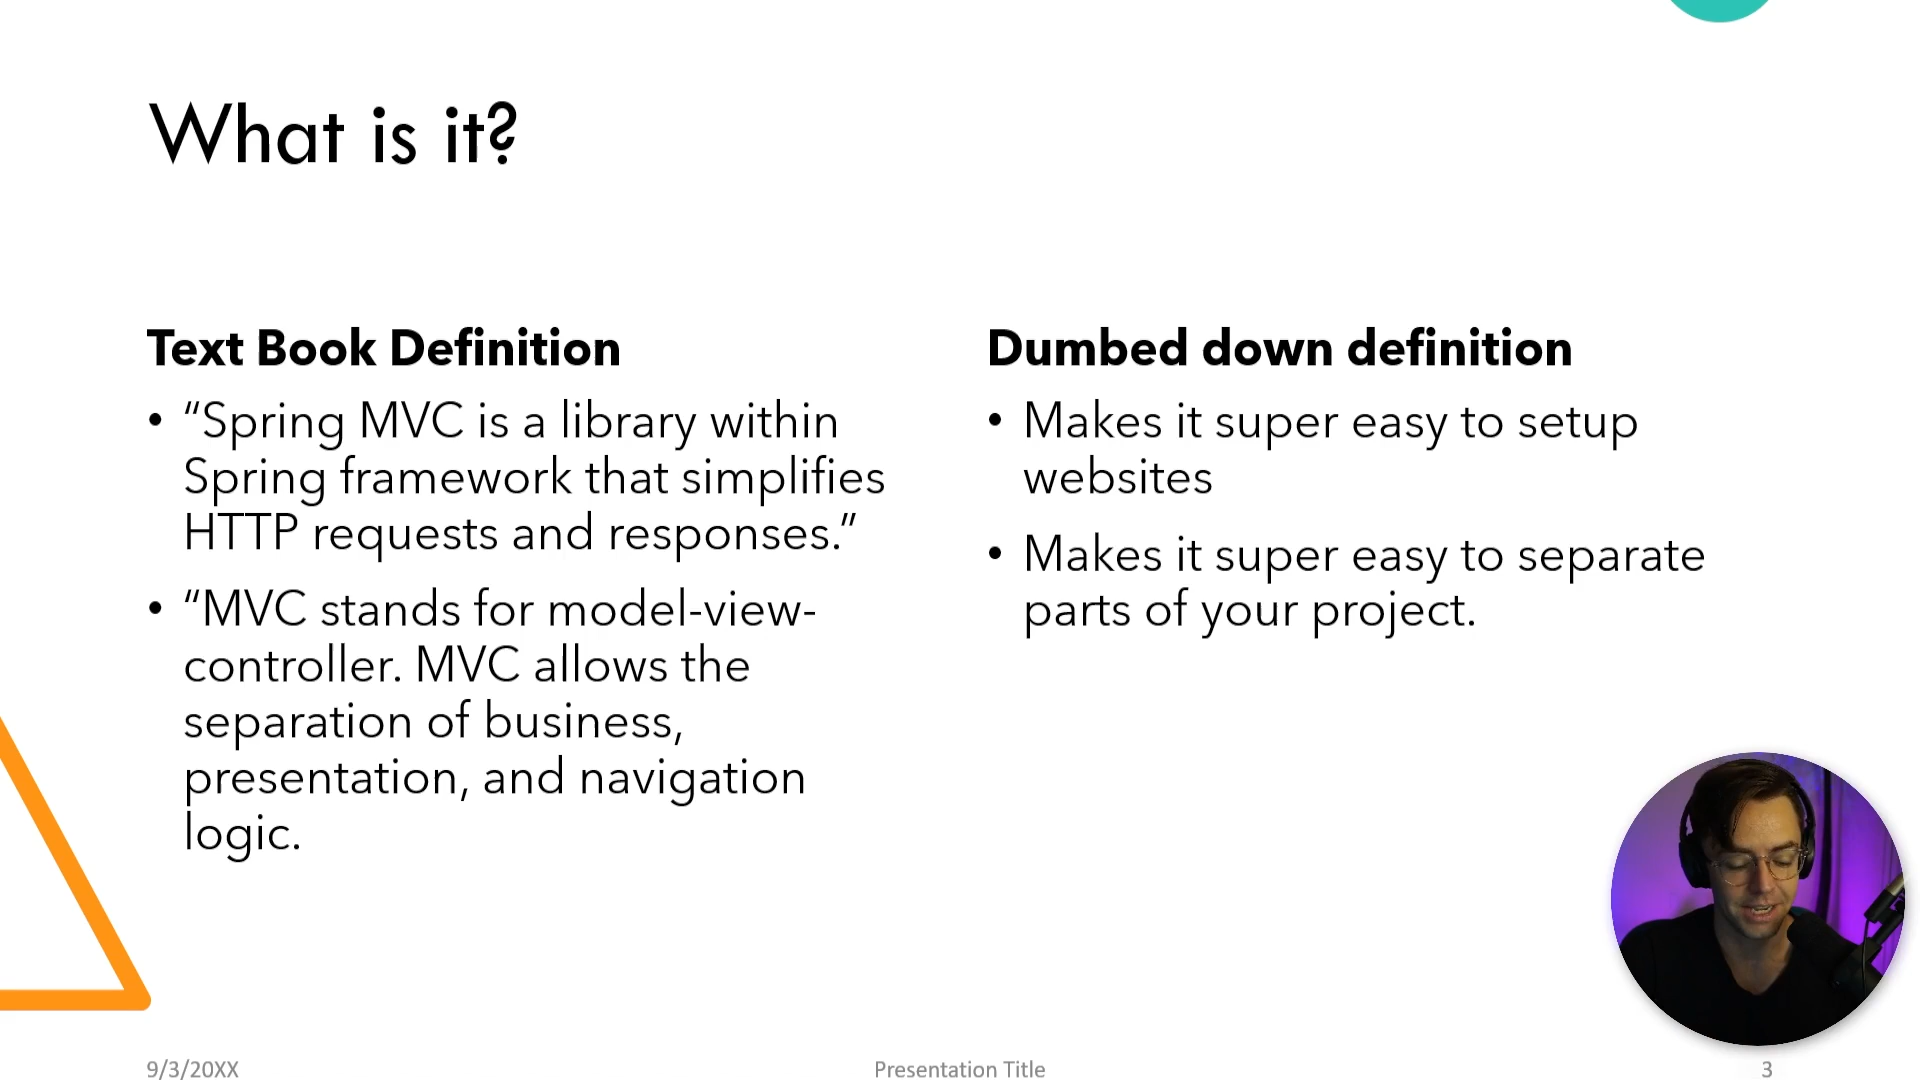 What is it?
Text Book Definition
• “Spring MVC is a library within
Spring framework that simplifies
HTTP requests and responses.”
• “MVC stands for model-view-
controller. MVC allows the
separation of business,
presentation, and navigation
logic.
Dumbed down definition
• Makes it super easy to setup
websites
• Makes it super easy to separate
parts of your project.
9/3/20XX
Presentation Title
3